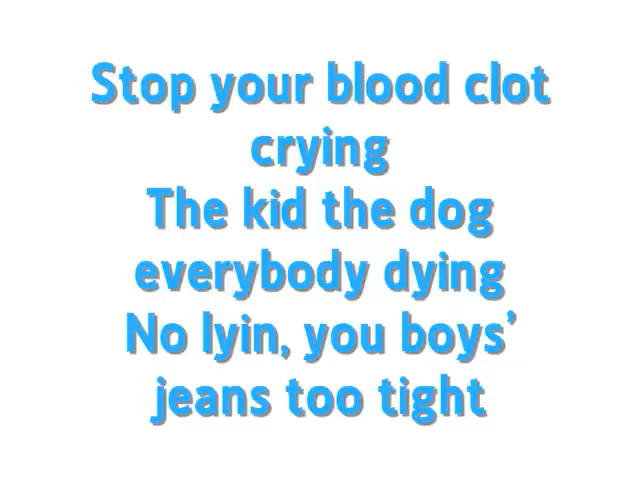 Stop your blood clot
crying
The kid the dog
everybody dying
No lyin, you boys’
jeans too tight